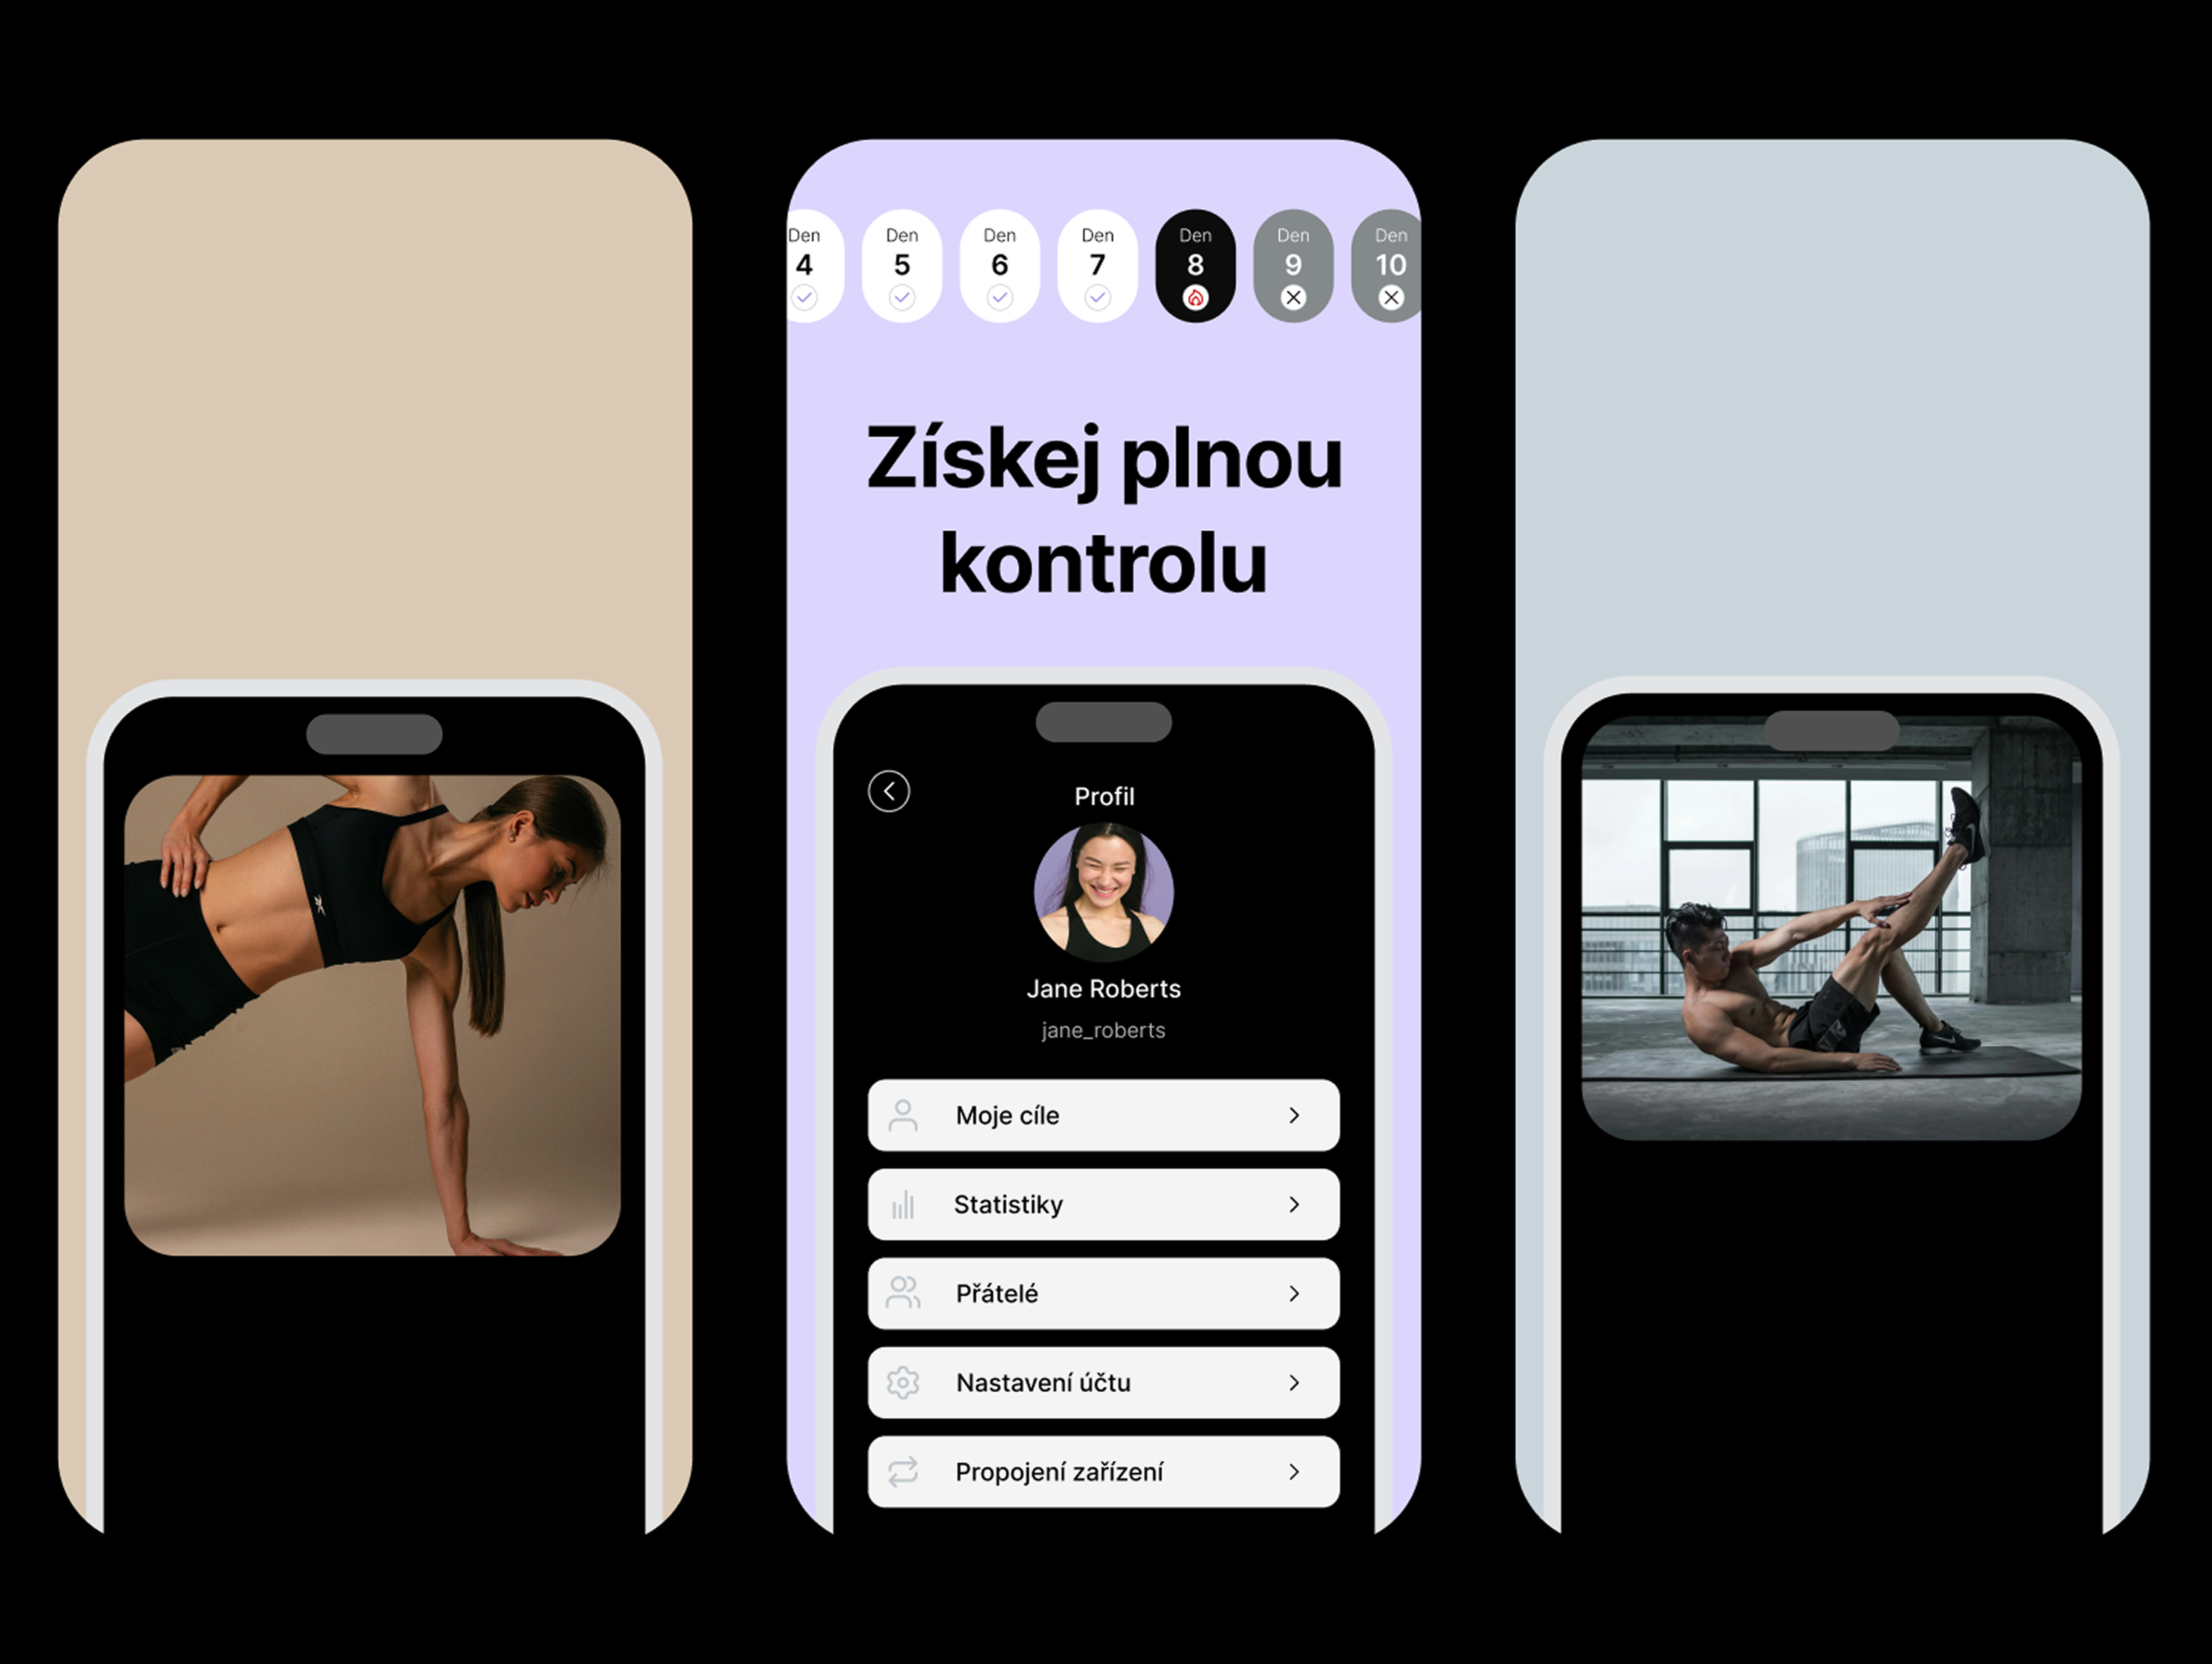 Den Den Den Den Den Den Den
4 5 6 7 8 9 10
Získej plnou
kontrolu
Profil
Jane Roberts
jane_roberts
Moje cíle
Statistiky
Přátelé
Nastavení účtu
Propojení zařízení